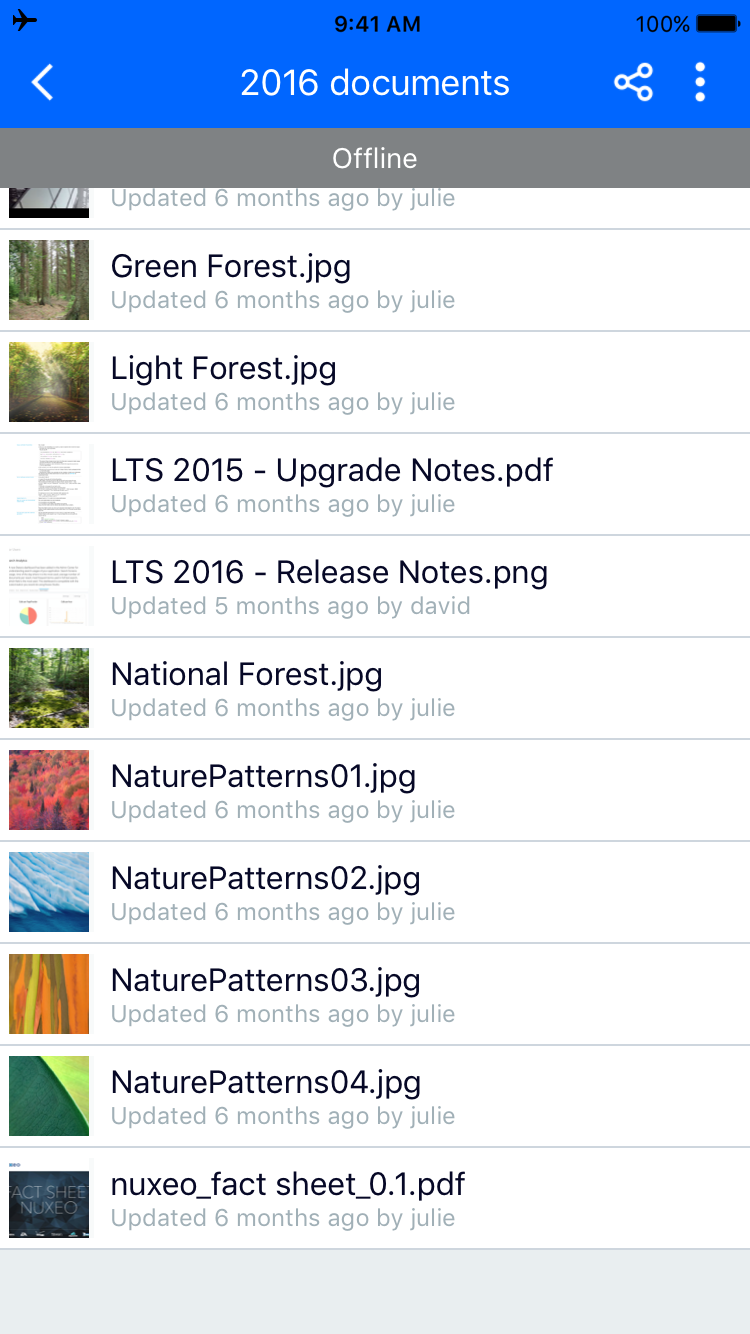 9:41 AM
100%
2016 documents
Offline
Updated 6 months ago by julie
Green Forest.jpg
Updated 6 months ago by julie
Light Forest.jpg
Updated 6 months ago by julie
LTS 2015 - Upgrade Notes.pdf
Updated 6 months ago by julie
LTS 2016 - Release Notes.png
Updated 5 months ago by david
National Forest.jpg
Updated 6 months ago by julie
NaturePatterns01.jpg
Updated 6 months ago by julie
NaturePatterns02.jpg
Updated 6 months ago by julie
NaturePatterns03.jpg
Updated 6 months ago by julie
NaturePatterns04.jpg
Updated 6 months ago by julie
FACT SHEET
NUXEO
nuxeo_fact sheet_0.1.pdf
Updated 6 months ago by julie